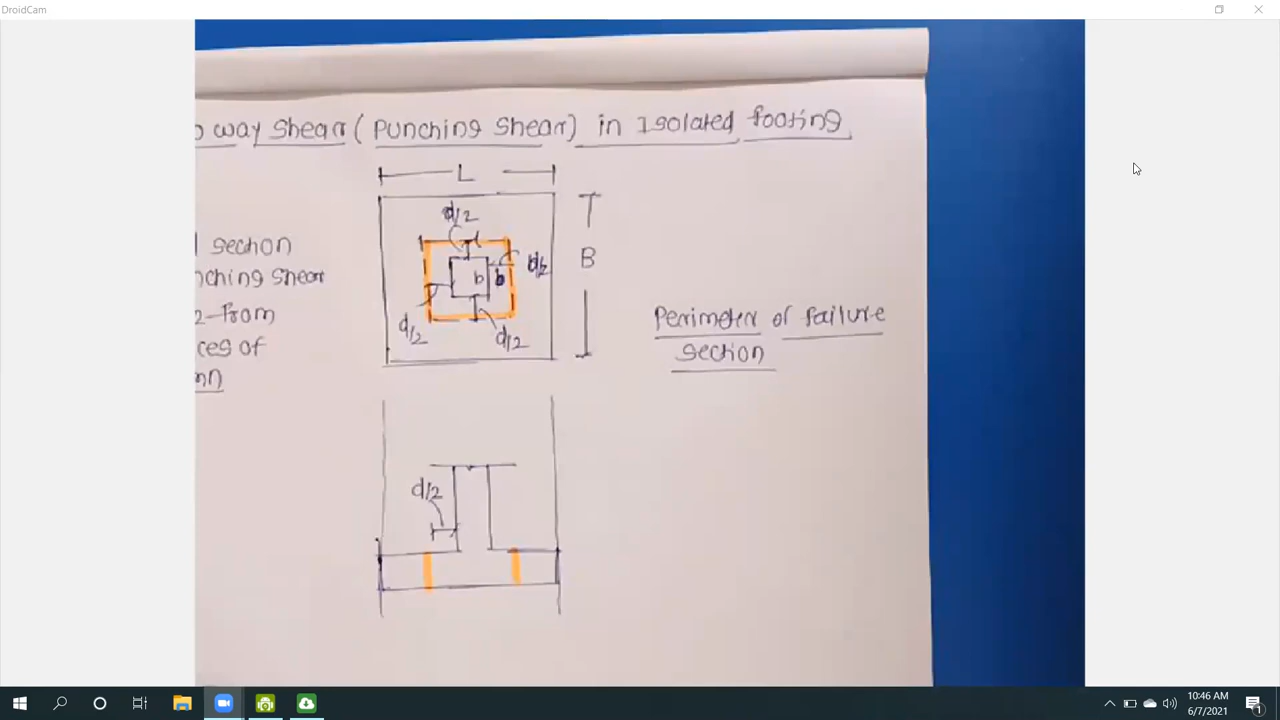 DroidCam
way shear (Punching shear) in Isolated footing
L
section
nching shear
d/2
b
b
d/2
B
2 from
ces of
d/2
d/2
Perimeter of failure
section
d/2
10:46 AM
6/7/2021
1